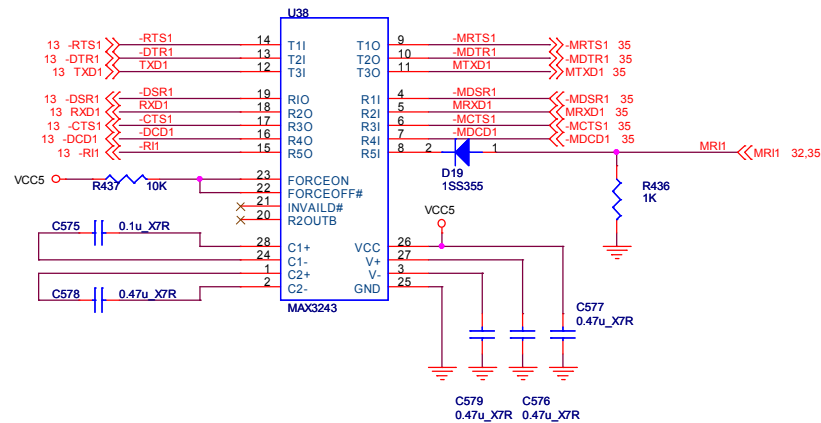 U38
13 -RTS1 -RTS1 14 T1I T1O 9 -MRTS1 -MRTS1 35
13 -DTR1 -DTR1 13 T2I T2O 10 -MDTR1 -MDTR1 35
13 TXD1 TXD1 12 T3I T3O 11 MTXD1 MTXD1 35
13 -DSR1 -DSR1 19 RIO R1I 4 -MDSR1 -MDSR1 35
13 RXD1 RXD1 18 R2O R2I 5 MRXD1 MRXD1 35
13 -CTS1 -CTS1 17 R3O R3I 6 -MCTS1 -MCTS1 35
13 -DCD1 -DCD1 16 R4O R4I 7 -MDCD1 -MDCD1 35
13 -RI1 -RI1 15 R5O R5I 8 2 1 MRI1 MRI1 32,35
D19
1SS355
R436
1K
VCC5 R437 10K 23 FORCEON
22 FORCEOFF#
21 INVAILD#
20 R2OUTB
VCC5
C575 0.1u_X7R 28 C1+ VCC 26
24 C1- V+ 27
1 C2+ V- 3
C578 0.47u_X7R 2 C2- GND 25
MAX3243
C577
0.47u_X7R
C579 C576
0.47u_X7R 0.47u_X7R